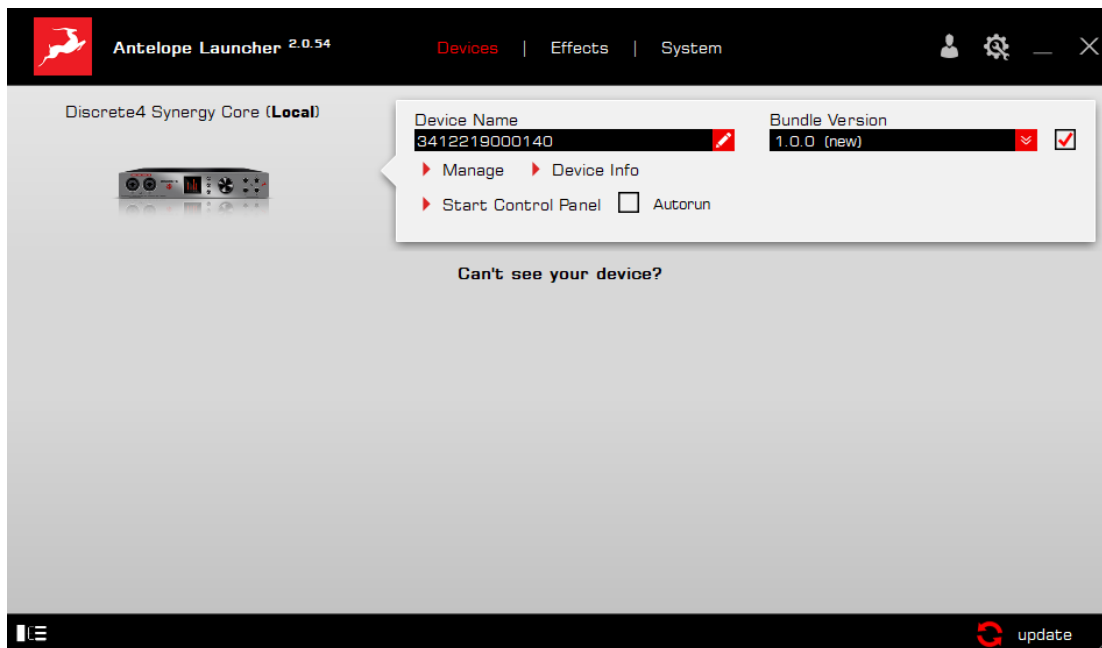 Antelope Launcher 2.0.54
Devices | Effects | System
Discrete4 Synergy Core (Local)
Device Name
Bundle Version
3412219000140
1.0.0 (new)
Manage
Device Info
Start Control Panel
Autorun
Can't see your device?
update